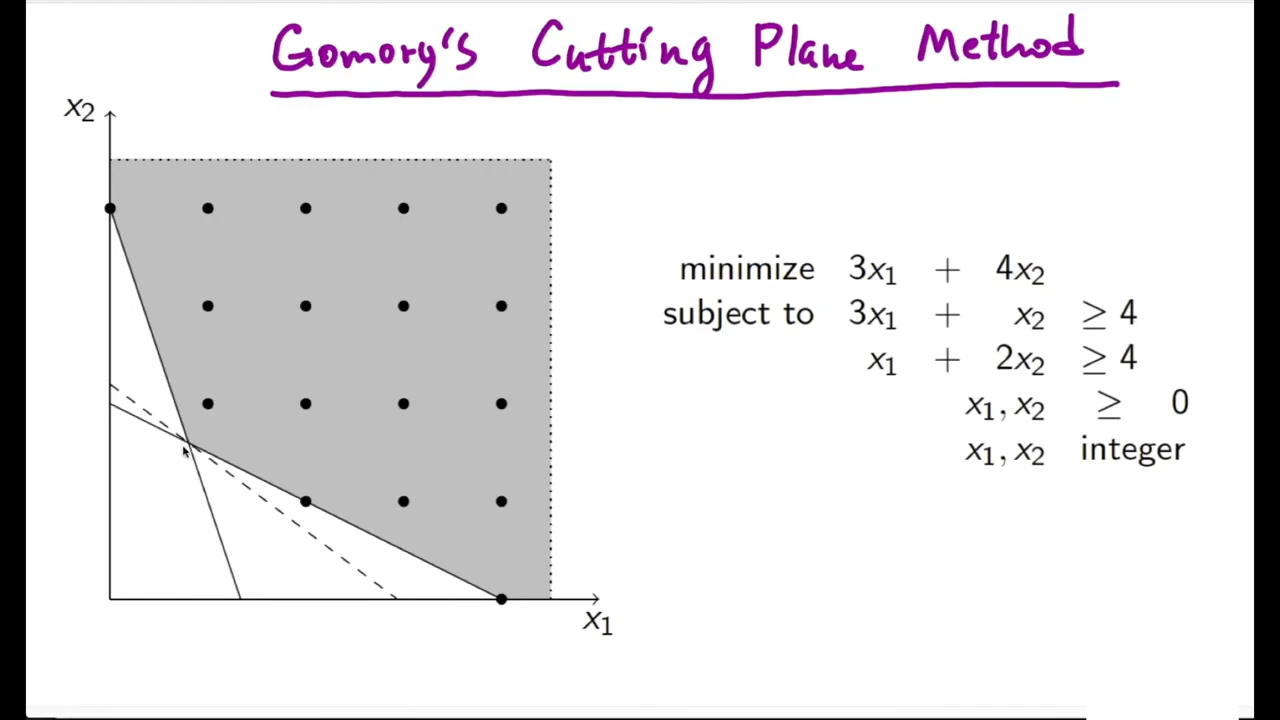 Gomory's Cutting Plane Method
x₂
minimize 3x₁ + 4x₂
subject to 3x₁ + x₂ ≥ 4
x₁ + 2x₂ ≥ 4
x₁, x₂ ≥ 0
x₁, x₂ integer
x₁